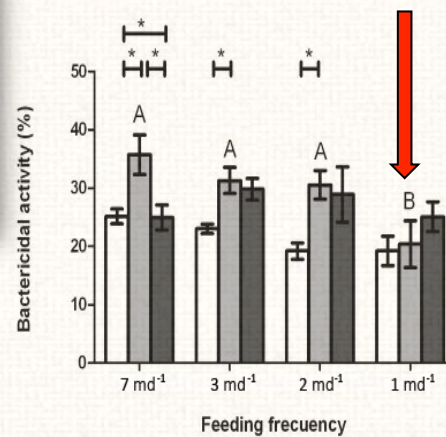 *
* * * *
50
40
30
20
10
0
A A A B
Bactericidal activity (%)
7 md⁻¹ 3 md⁻¹ 2 md⁻¹ 1 md⁻¹
Feeding frecuency